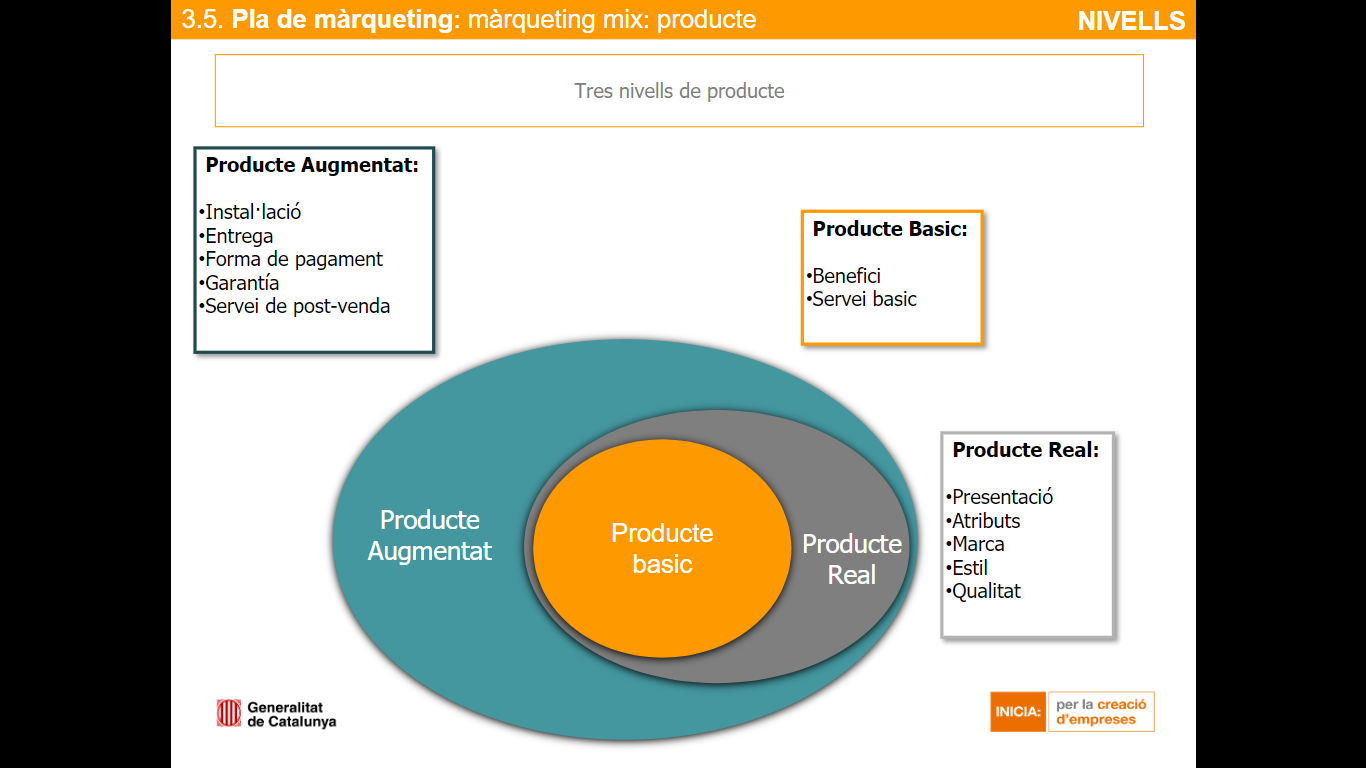 3.5. Pla de màrqueting: màrqueting mix: producte
NIVELLS
Tres nivells de producte
Producte Augmentat:
•Instal·lació
•Entrega
•Forma de pagament
•Garantía
•Servei de post-venda
Producte Basic:
•Benefici
•Servei basic
Producte Real:
•Presentació
•Atributs
•Marca
•Estil
•Qualitat
Producte
Augmentat
Producte
basic
Producte
Real
Generalitat
de Catalunya
INICIA:
per la creació
d'empreses